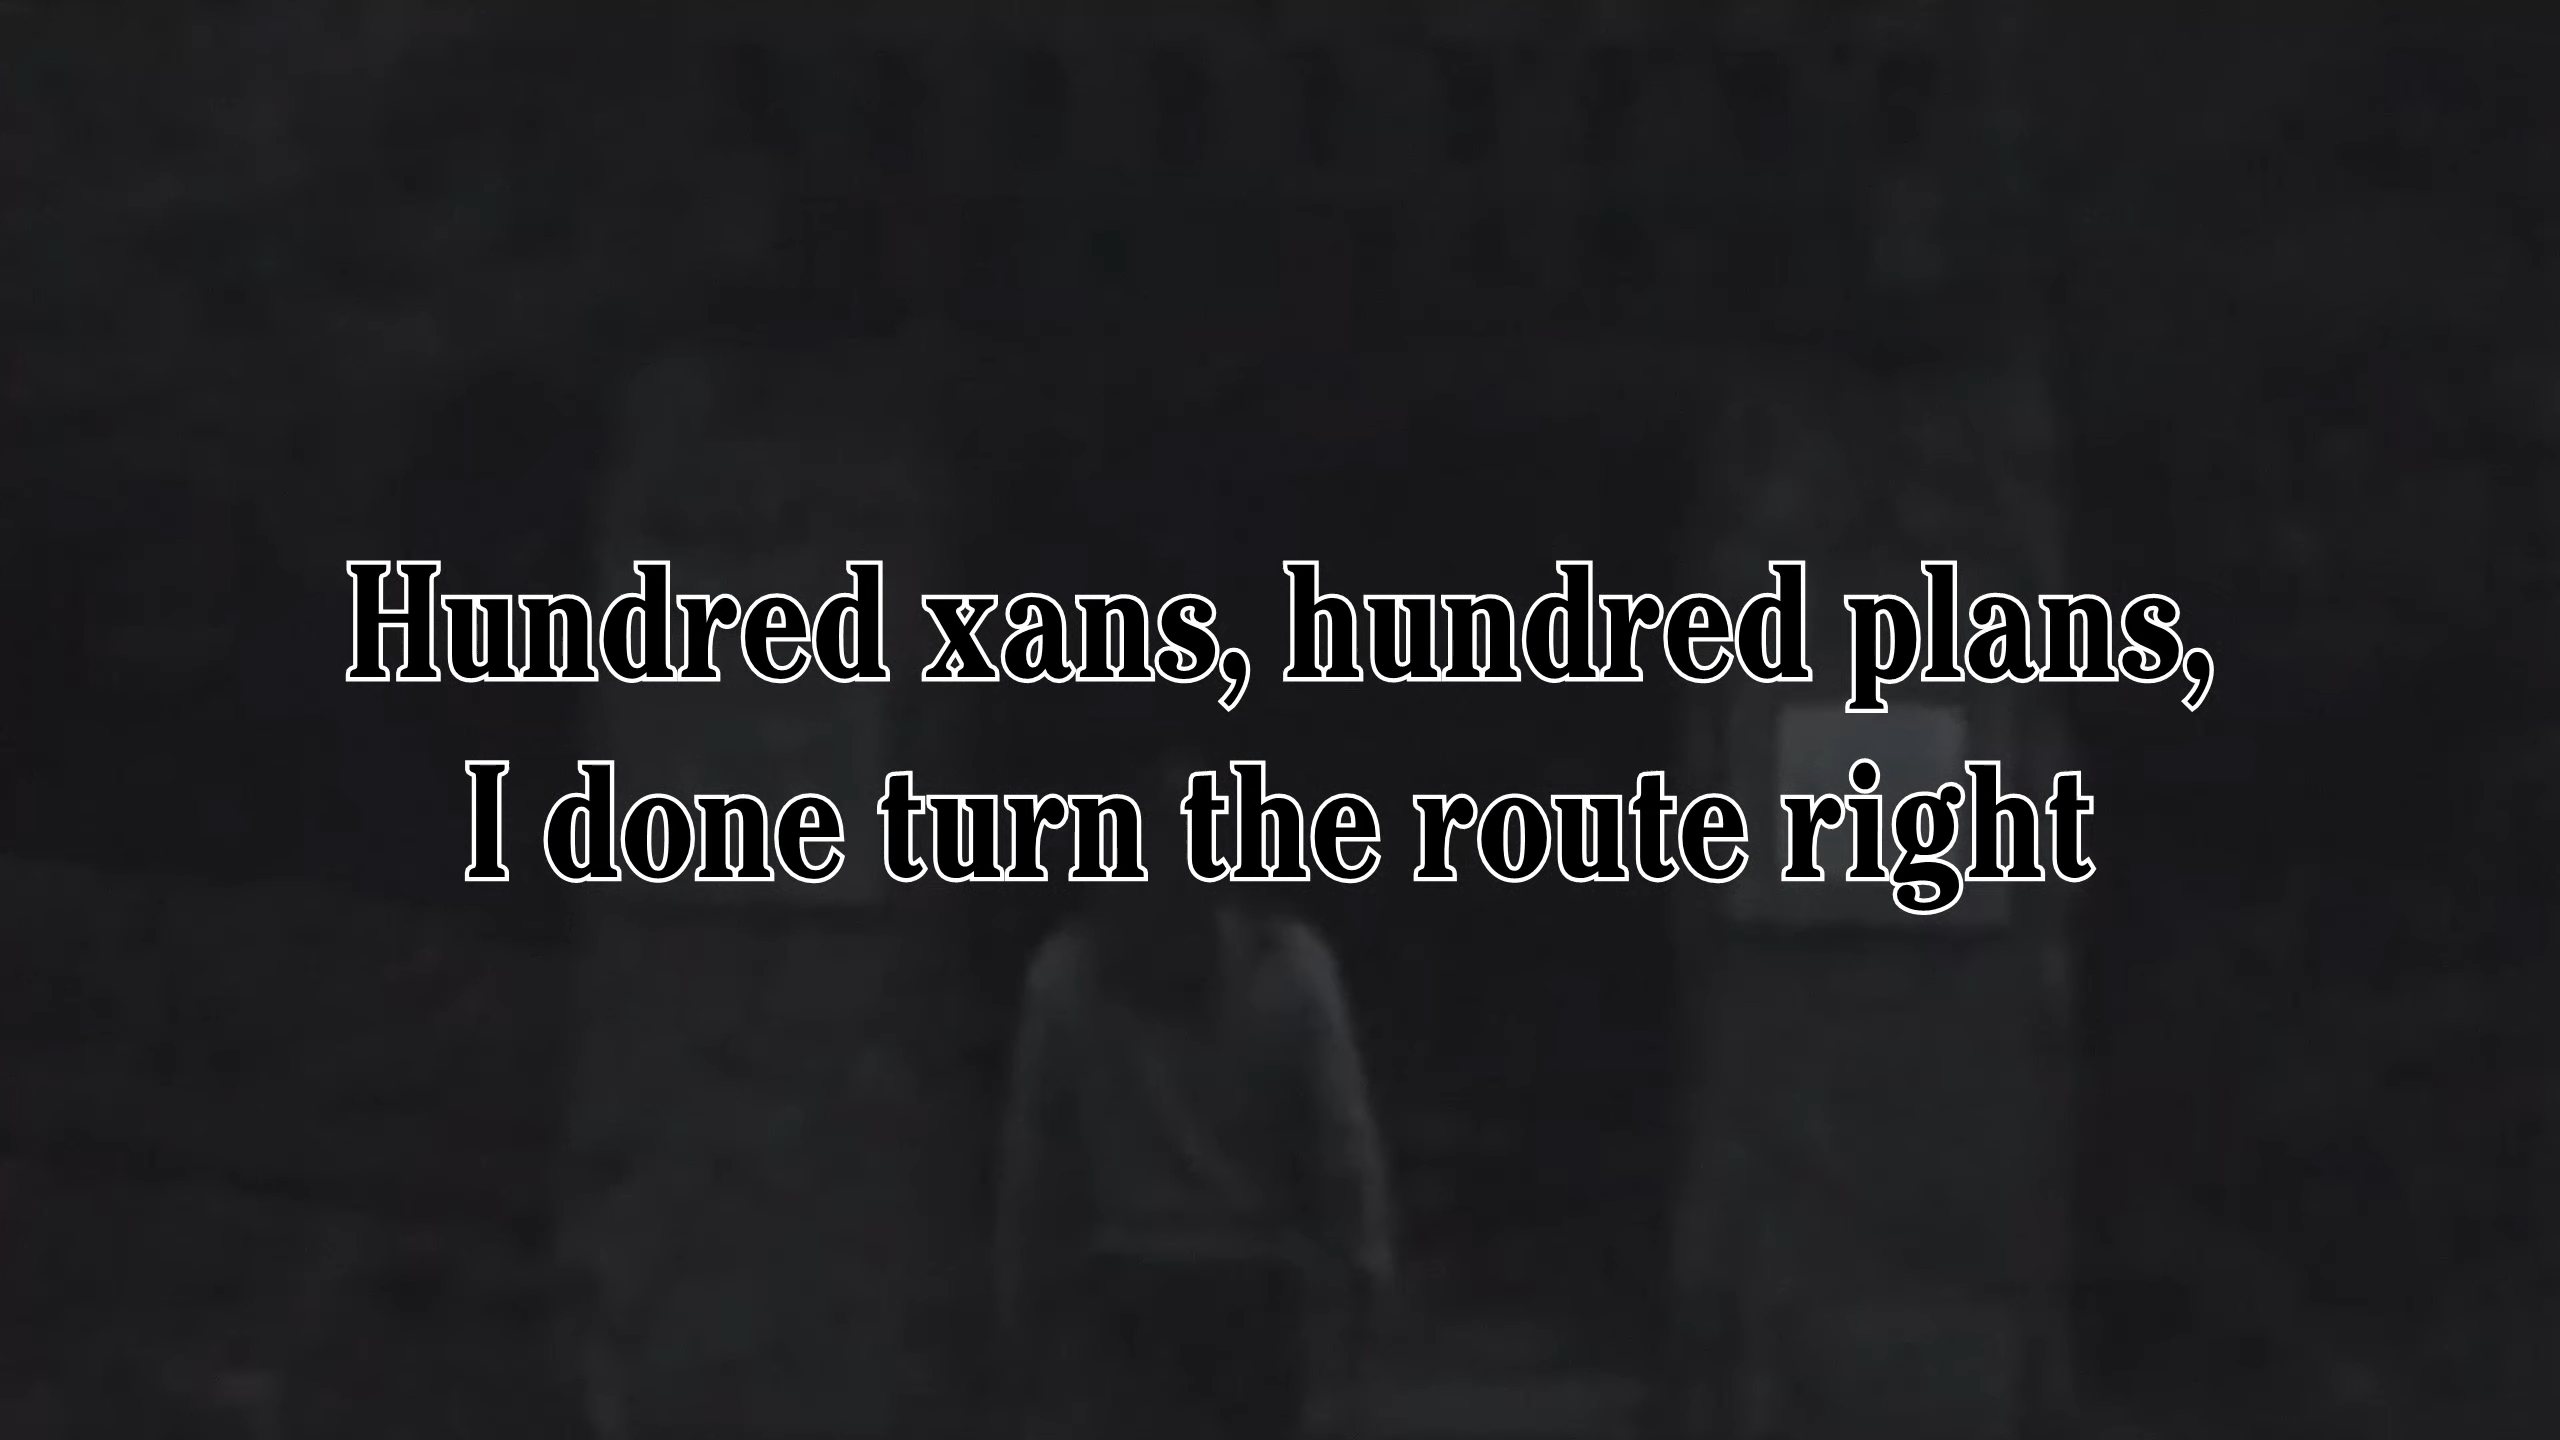 Hundred xans, hundred plans,
I done turn the route right